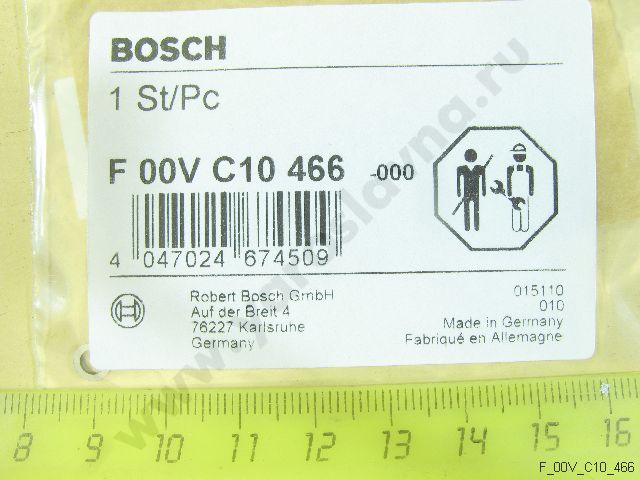 BOSCH
1 St/Pc
F 00V C10 466 -000
4 047024 674509
Robert Bosch GmbH
Auf der Breit 4
76227 Karlsruhe
Germany
015110
010
Made in Germany
Fabriqué en Allemagne
8 9 10 11 12 13 14 15 16
F_00V_C10_466